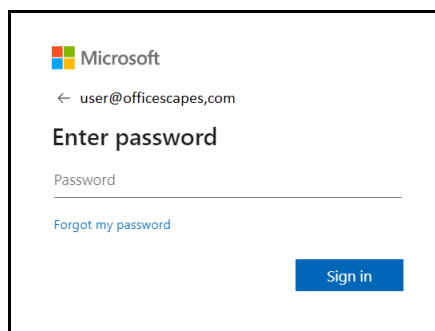 Microsoft
← user@officescapes,com
Enter password
Password
Forgot my password
Sign in